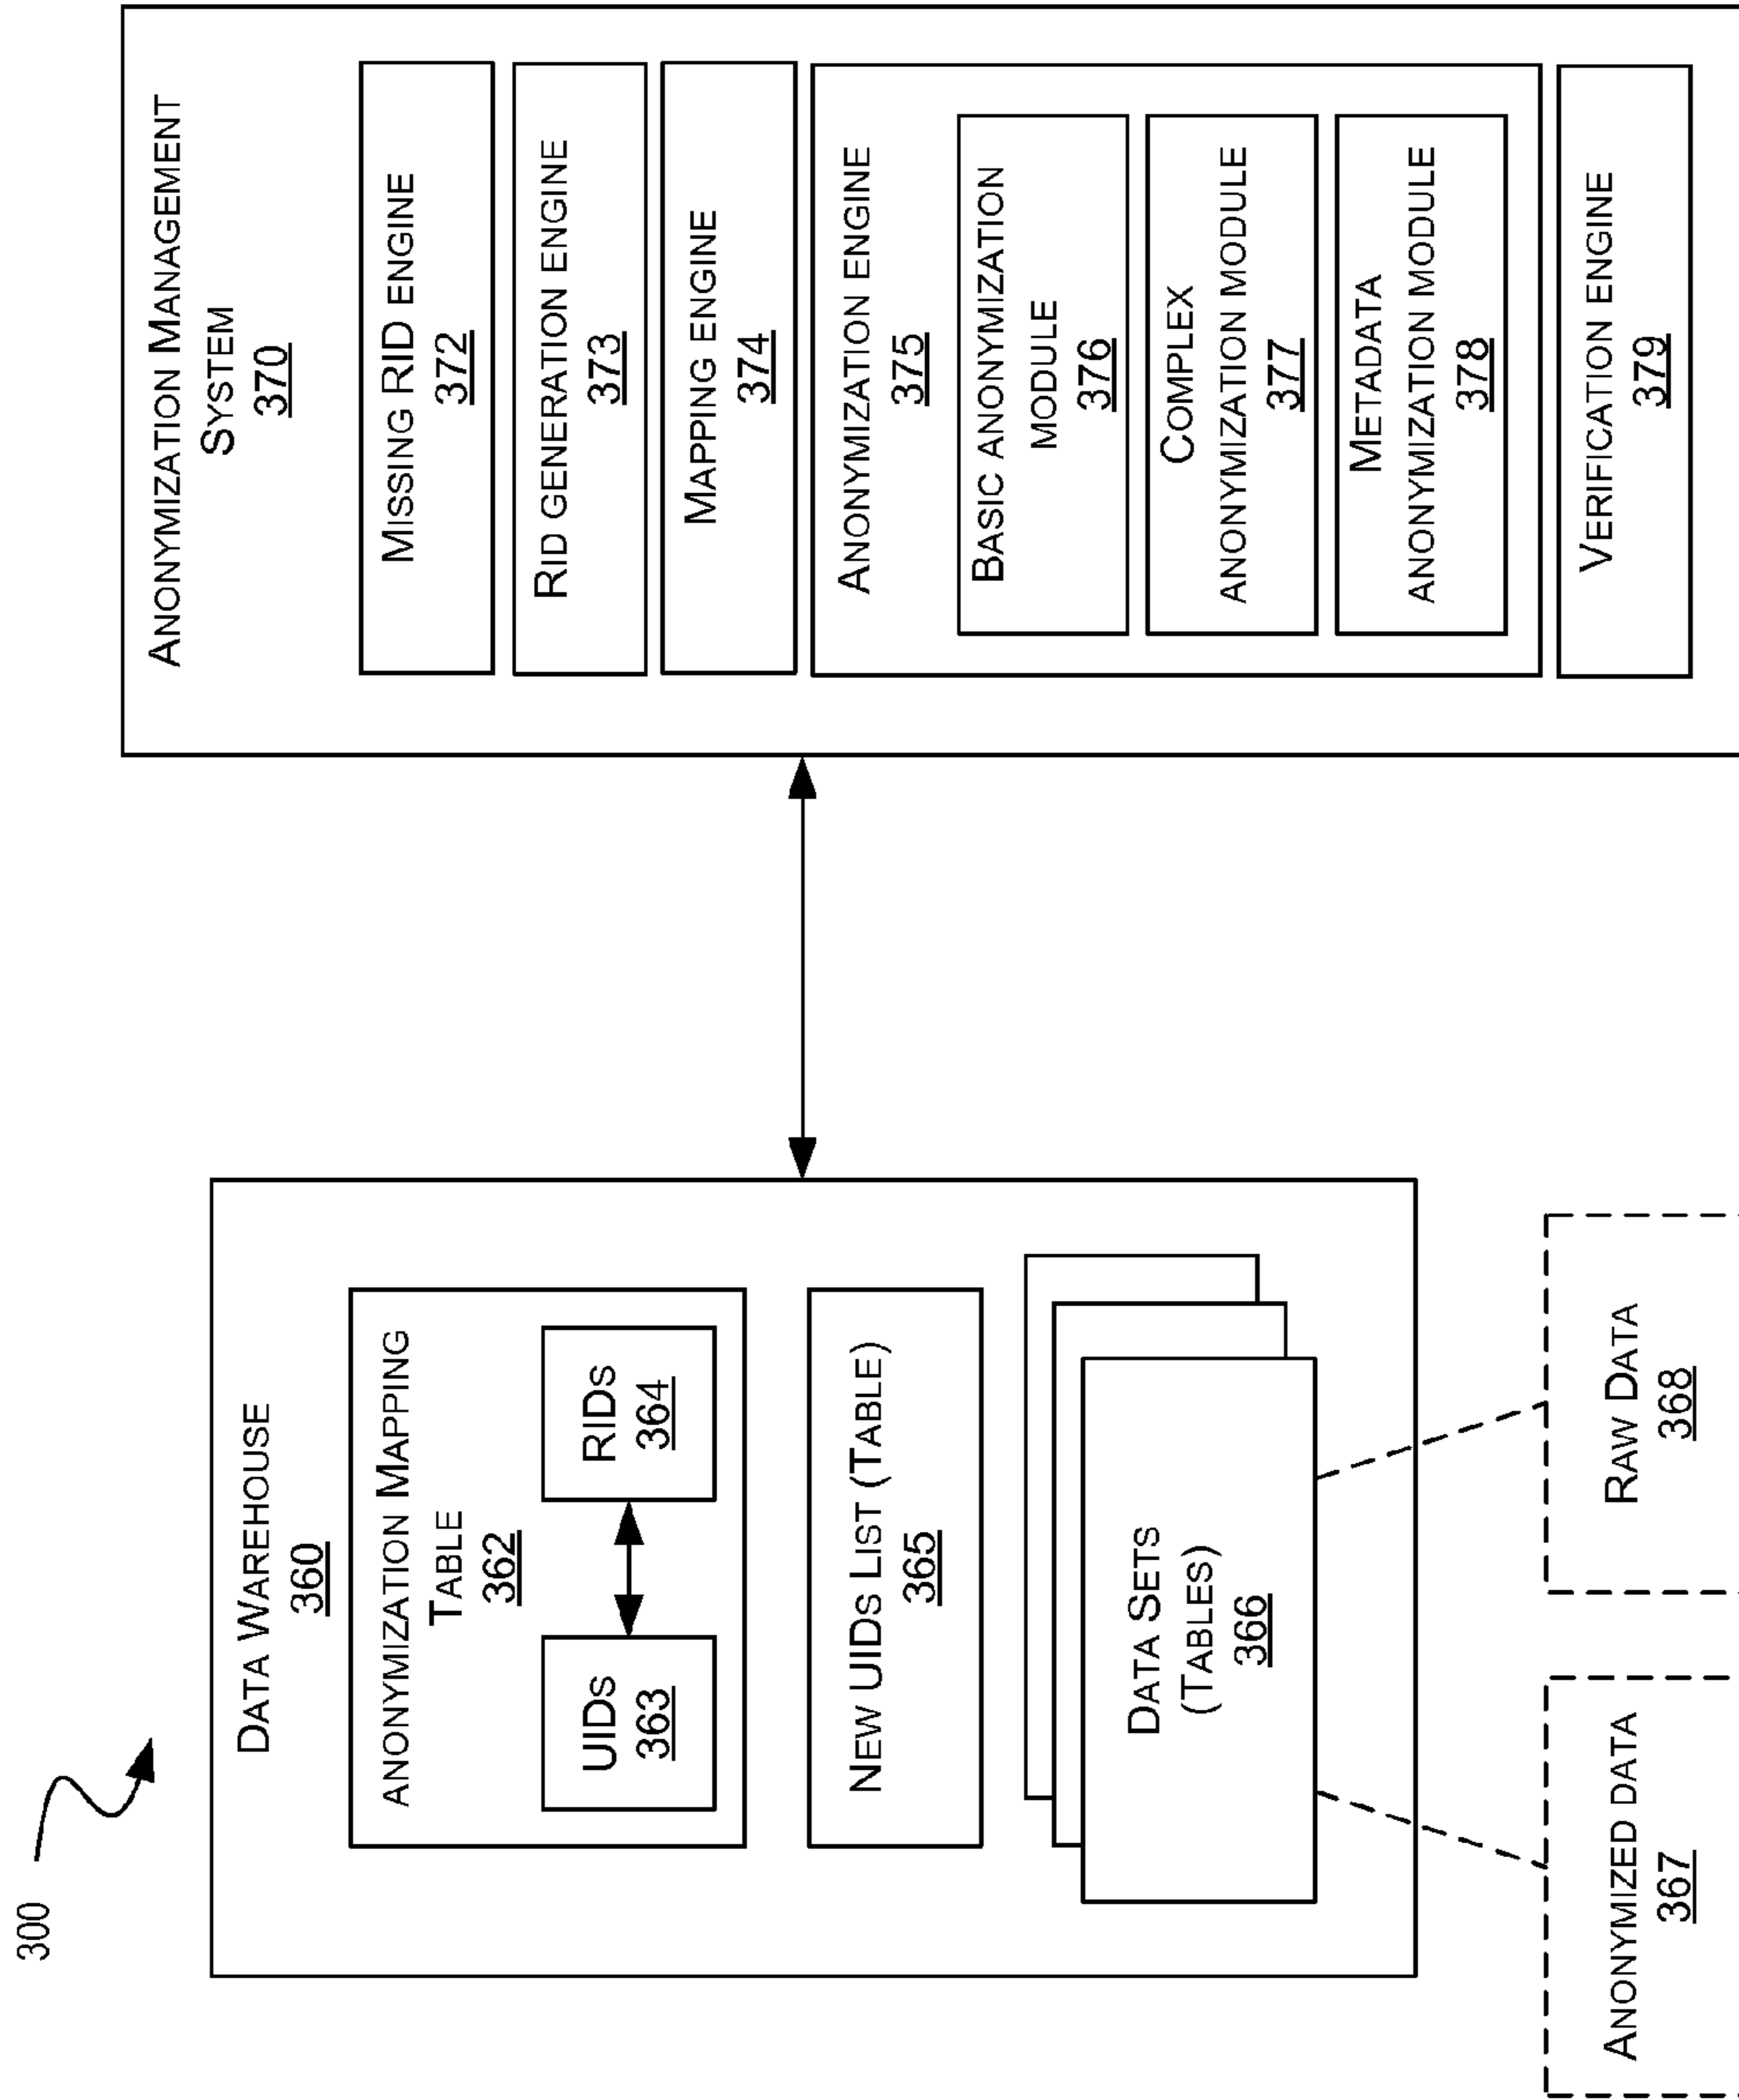 300
DATA WAREHOUSE
360
ANONYMIZATION MAPPING
TABLE
362
UIDS
363
RIDS
364
NEW UIDS LIST (TABLE)
365
DATA SETS
(TABLES)
366
ANONYMIZED DATA
367
RAW DATA
368
ANONYMIZATION MANAGEMENT
SYSTEM
370
MISSING RID ENGINE
372
RID GENERATION ENGINE
373
MAPPING ENGINE
374
ANONYMIZATION ENGINE
375
BASIC ANONYMIZATION
MODULE
376
COMPLEX
ANONYMIZATION MODULE
377
METADATA
ANONYMIZATION MODULE
378
VERIFICATION ENGINE
379